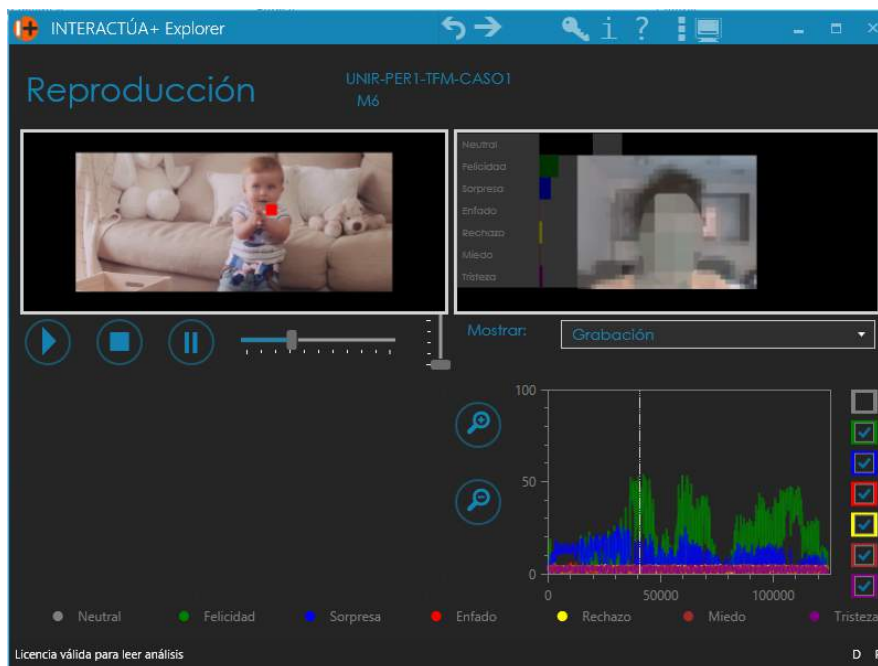 INTERACTÚA+ Explorer
Reproducción
UNIR-PER1-TFM-CASO1
M6
Neutral
Felicidad
Sorpresa
Enfado
Rechazo
Miedo
Tristeza
Mostrar:
Grabación
100
50
0
0
50000
100000
Neutral
Felicidad
Sorpresa
Enfado
Rechazo
Miedo
Tristeza
Licencia válida para leer análisis
D